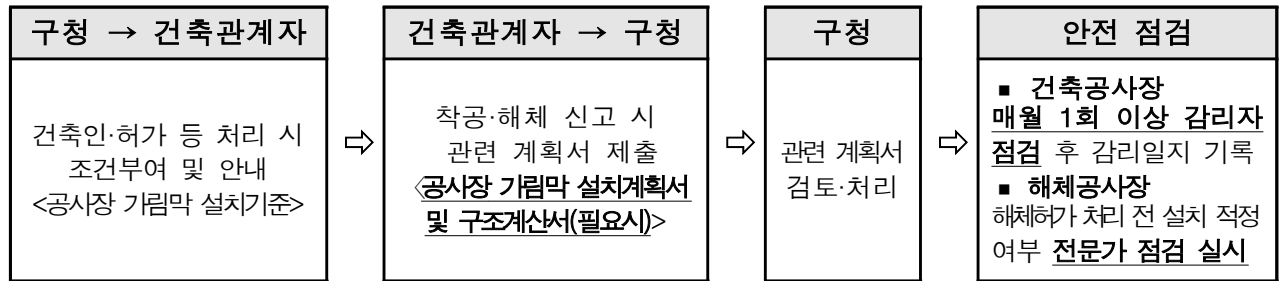 구청 → 건축관계자
건축인·허가 등 처리 시
조건부여 및 안내
<공사장 가림막 설치기준>
⇨
건축관계자 → 구청
착공·해체 신고 시
관련 계획서 제출
<공사장 가림막 설치계획서
및 구조계산서(필요시)>
⇨
구청
관련 계획서
검토·처리
⇨
안전 점검
▪ 건축공사장
매월 1회 이상 감리자
점검 후 감리일지 기록
▪ 해체공사장
해체허가 처리 전 설치 적정
여부 전문가 점검 실시